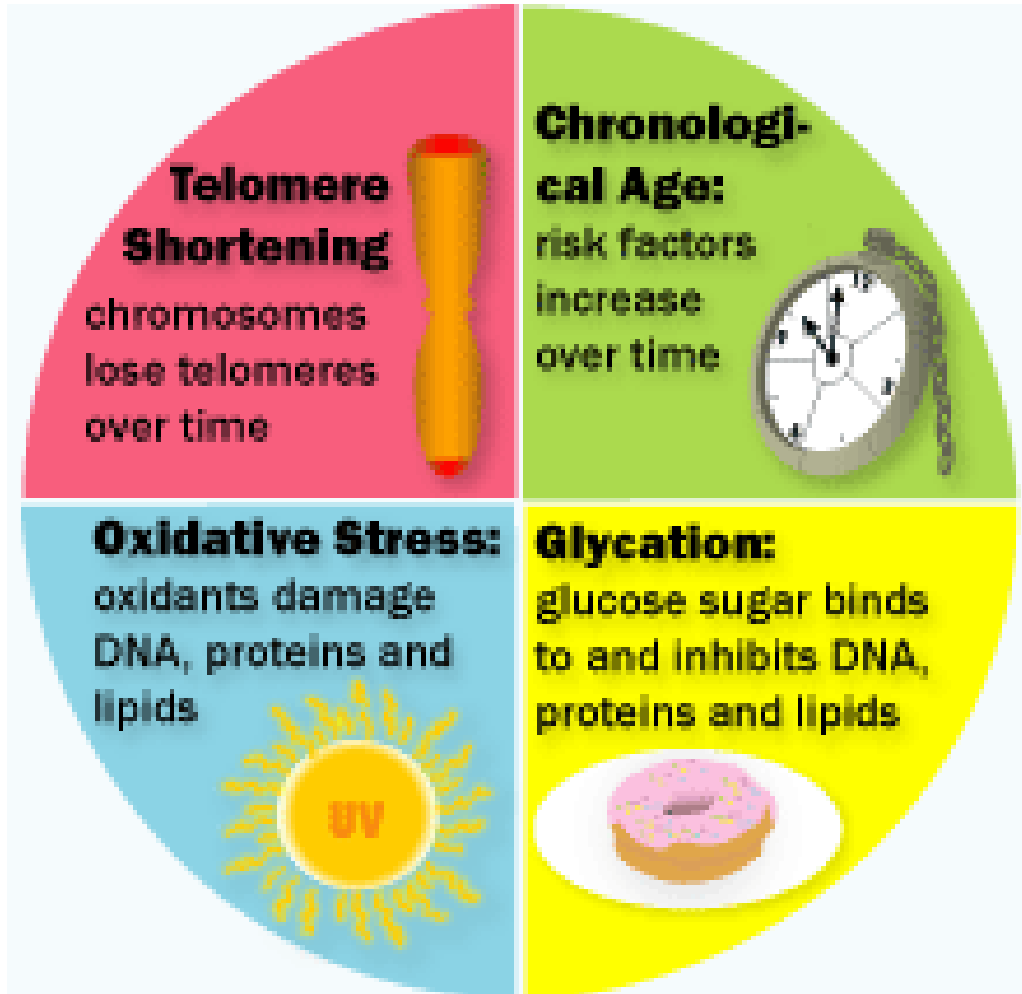 Telomere
Shortening
chromosomes
lose telomeres
over time
Chronologi-
cal Age:
risk factors
increase
over time
Oxidative Stress:
oxidants damage
DNA, proteins and
lipids
UV
Glycation:
glucose sugar binds
to and inhibits DNA,
proteins and lipids